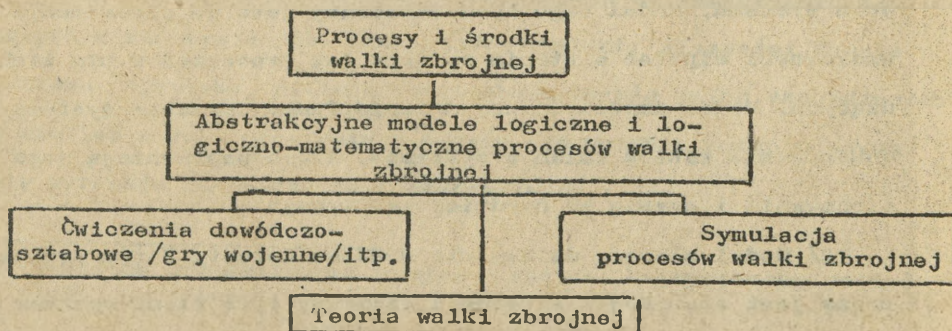 Procesy i środki
walki zbrojnej
Abstrakcyjne modele logiczne i lo-
giczno-matematyczne procesów walki
zbrojnej
Ćwiczenia dowódczo-
sztabowe /gry wojenne/itp.
Symulacja
procesów walki zbrojnej
Teoria walki zbrojnej